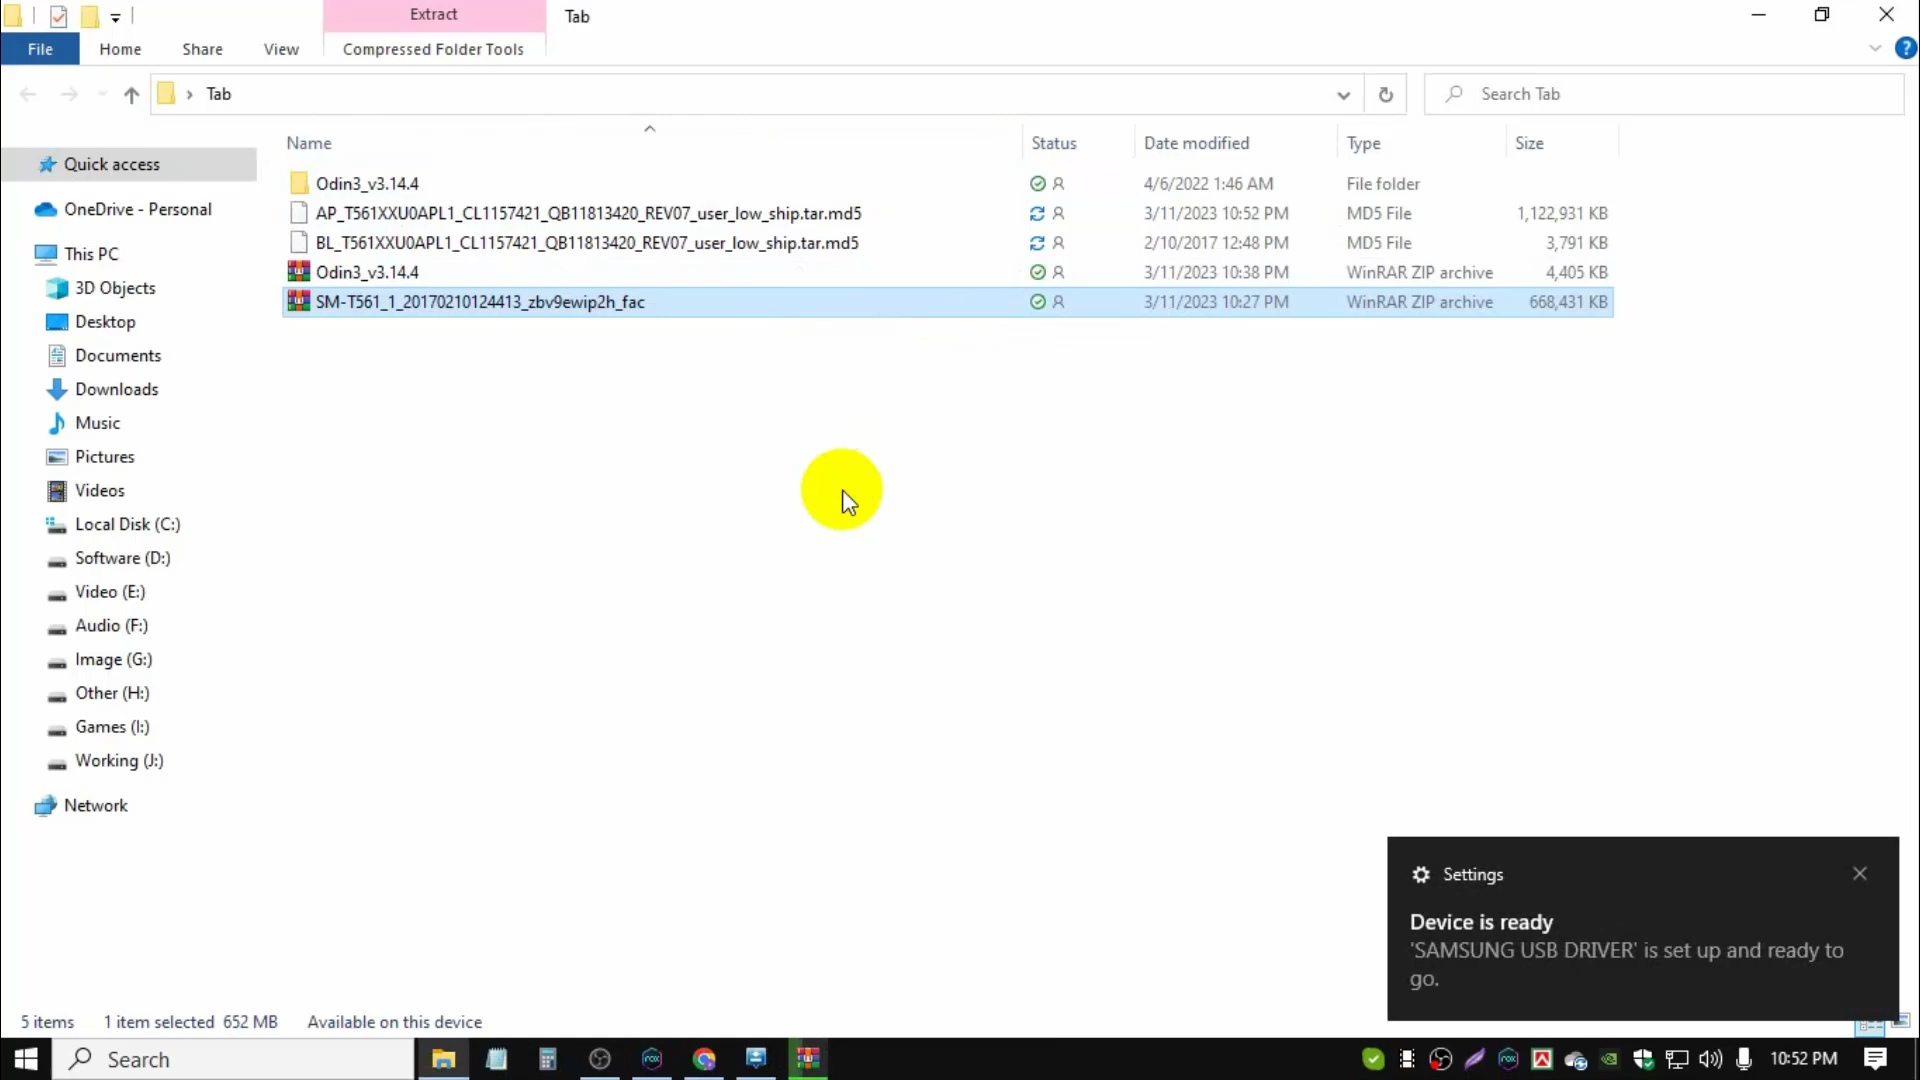 Extract
Tab
File
Home
Share
View
Compressed Folder Tools
Tab
Search Tab
Name
Status
Date modified
Type
Size
Odin3_v3.14.4
4/6/2022 1:46 AM
File folder
AP_T561XXU0APL1_CL1157421_QB11813420_REV07_user_low_ship.tar.md5
3/11/2023 10:52 PM
MD5 File
1,122,931 KB
BL_T561XXU0APL1_CL1157421_QB11813420_REV07_user_low_ship.tar.md5
2/10/2017 12:48 PM
MD5 File
3,791 KB
Odin3_v3.14.4
3/11/2023 10:38 PM
WinRAR ZIP archive
4,405 KB
SM-T561_1_20170210124413_zbv9ewip2h_fac
3/11/2023 10:27 PM
WinRAR ZIP archive
668,431 KB
Quick access
OneDrive - Personal
This PC
3D Objects
Desktop
Documents
Downloads
Music
Pictures
Videos
Local Disk (C:)
Software (D:)
Video (E:)
Audio (F:)
Image (G:)
Other (H:)
Games (I:)
Working (J:)
Network
Settings
Device is ready
'SAMSUNG USB DRIVER' is set up and ready to
go.
5 items
1 item selected 652 MB
Available on this device
Search
10:52 PM